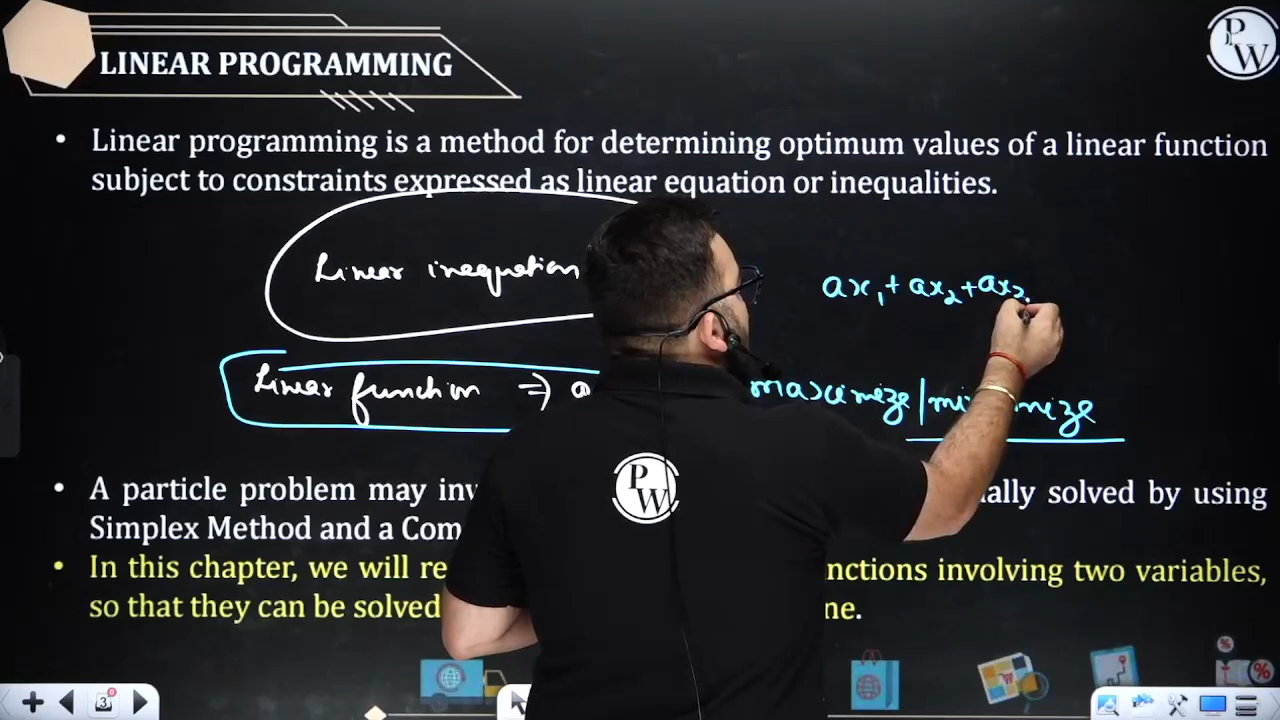 PW
LINEAR PROGRAMMING
• Linear programming is a method for determining optimum values of a linear function
subject to constraints expressed as linear equation or inequalities.
Linear inequation
ax₁ + ax₂ + ax₃
Linear function ⇒ a
maximize | minimize
• A particle problem may inv ally solved by using
Simplex Method and a Com
• In this chapter, we will re nctions involving two variables,
so that they can be solved ne.
PW
3